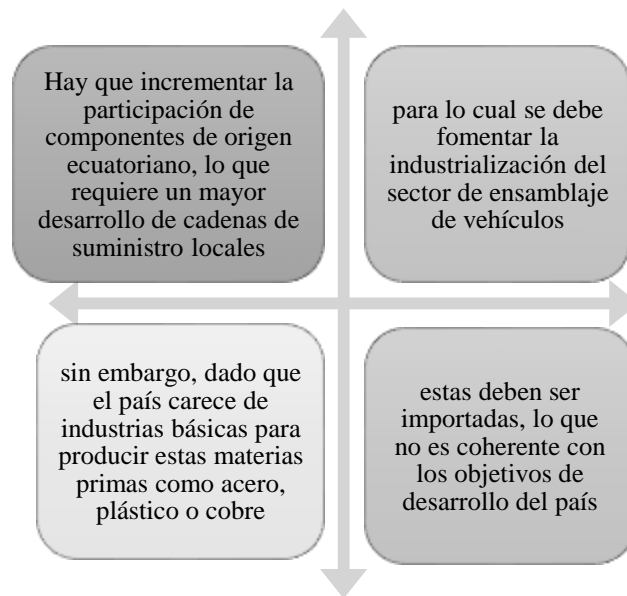 Hay que incrementar la
participación de
componentes de origen
ecuatoriano, lo que
requiere un mayor
desarrollo de cadenas de
suministro locales
para lo cual se debe
fomentar la
industrialización del
sector de ensamblaje
de vehículos
sin embargo, dado que
el país carece de
industrias básicas para
producir estas materias
primas como acero,
plástico o cobre
estas deben ser
importadas, lo que
no es coherente con
los objetivos de
desarrollo del país